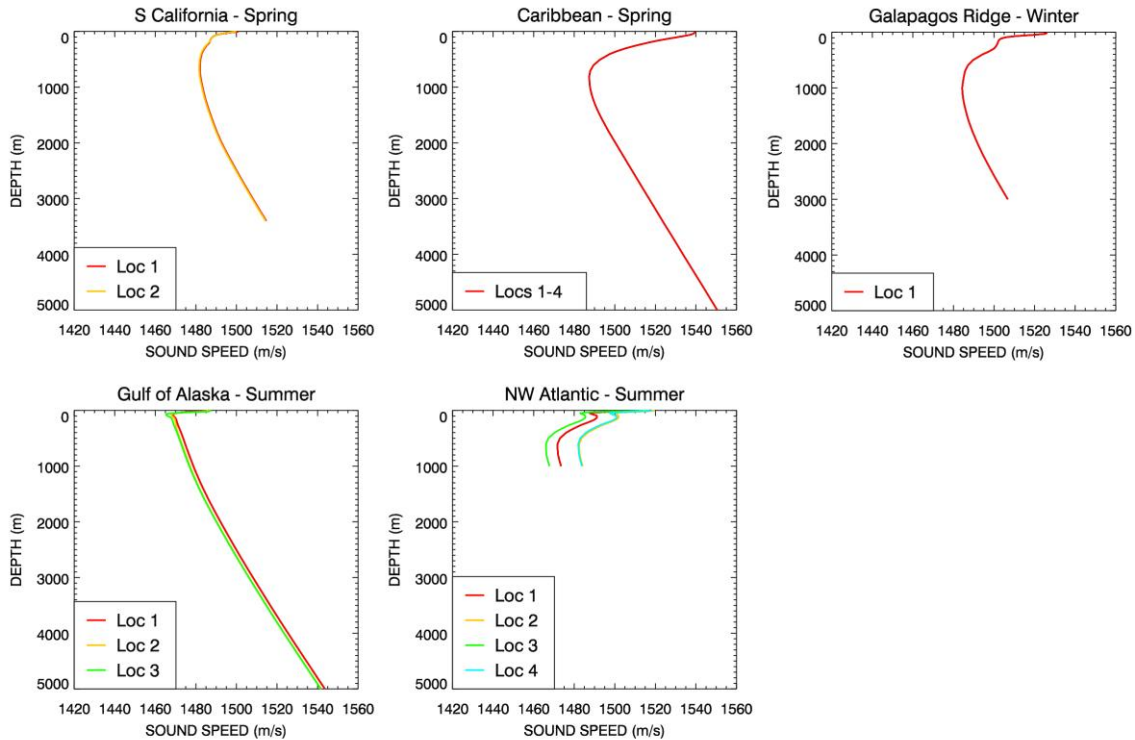 S California - Spring
0
1000
2000
3000
4000
5000
DEPTH (m)
Loc 1
Loc 2
1420 1440 1460 1480 1500 1520 1540 1560
SOUND SPEED (m/s)
Caribbean - Spring
0
1000
2000
3000
4000
5000
DEPTH (m)
Locs 1-4
1420 1440 1460 1480 1500 1520 1540 1560
SOUND SPEED (m/s)
Galapagos Ridge - Winter
0
1000
2000
3000
4000
5000
DEPTH (m)
Loc 1
1420 1440 1460 1480 1500 1520 1540 1560
SOUND SPEED (m/s)
Gulf of Alaska - Summer
0
1000
2000
3000
4000
5000
DEPTH (m)
Loc 1
Loc 2
Loc 3
1420 1440 1460 1480 1500 1520 1540 1560
SOUND SPEED (m/s)
NW Atlantic - Summer
0
1000
2000
3000
4000
5000
DEPTH (m)
Loc 1
Loc 2
Loc 3
Loc 4
1420 1440 1460 1480 1500 1520 1540 1560
SOUND SPEED (m/s)